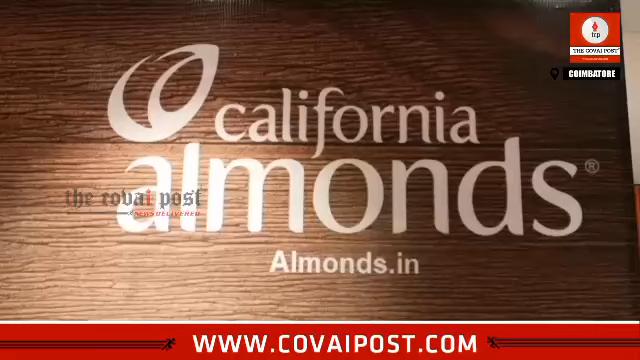 tcp
THE COVAI POST
COIMBATORE
california
almonds®
the covai post
NEWS DELIVERED
Almonds.in
WWW.COVAIPOST.COM